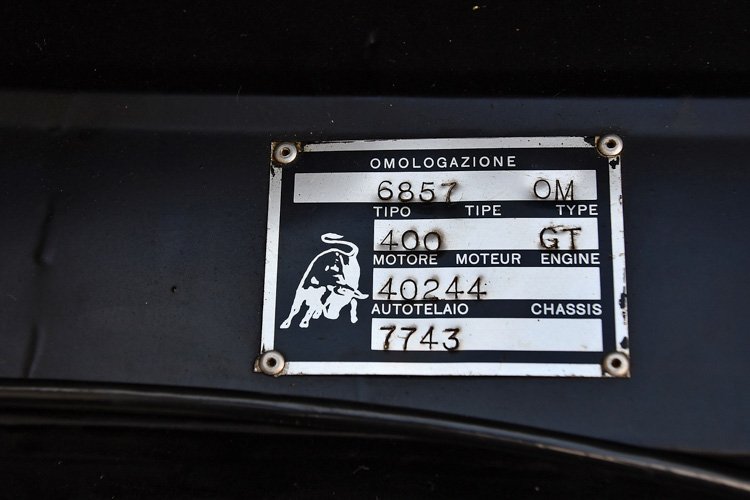 OMOLOGAZIONE
6857 OM
TIPO TIPE TYPE
400 GT
MOTORE MOTEUR ENGINE
40244
AUTOTELAIO CHASSIS
7743